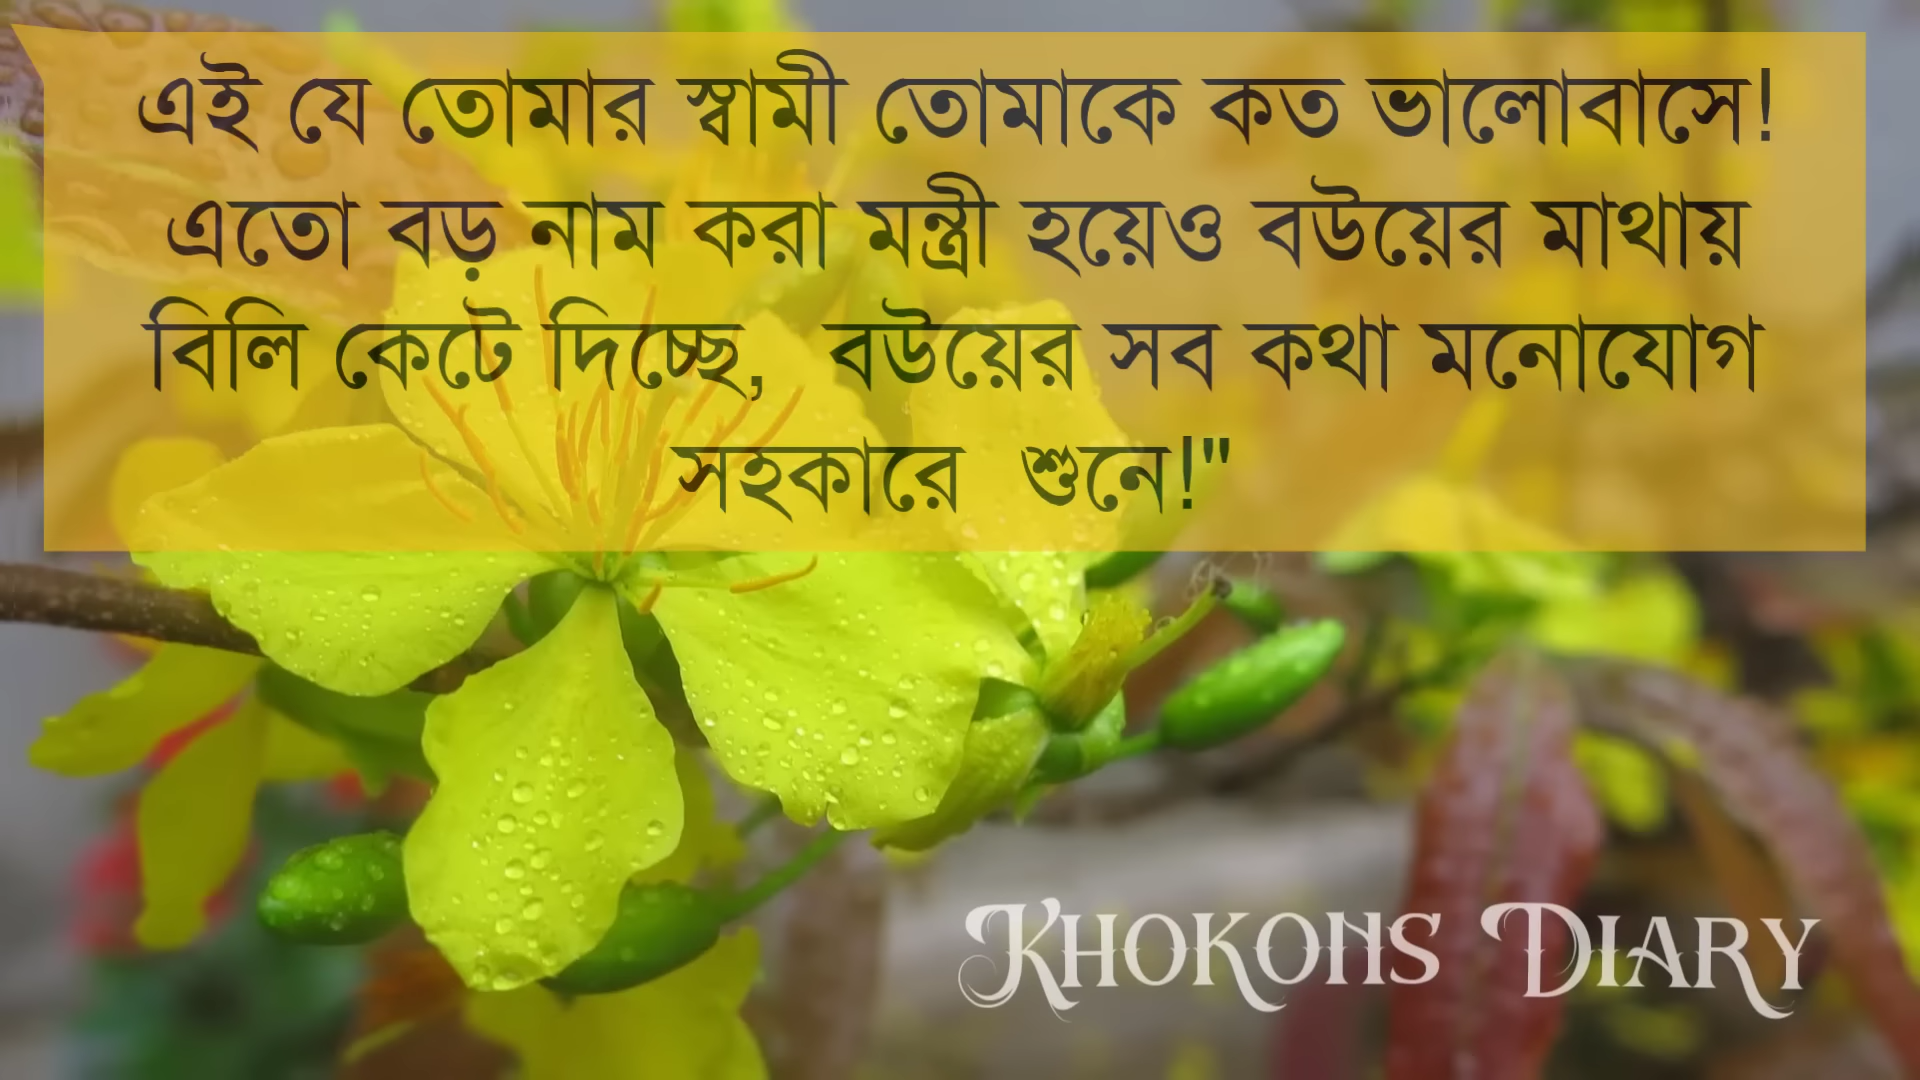 এই যে তোমার স্বামী তোমাকে কত ভালোবাসে!
এতো বড় নাম করা মন্ত্রী হয়েও বউয়ের মাথায়
বিলি কেটে দিচ্ছে, বউয়ের সব কথা মনোযোগ
সহকারে শুনে!"
KHOKONS DIARY